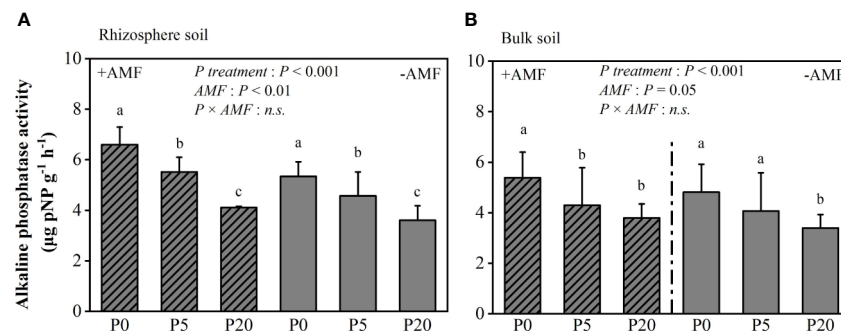 A
Rhizosphere soil
+AMF
-AMF
P treatment : P < 0.001
AMF : P < 0.01
P × AMF : n.s.
Alkaline phosphatase activity
(μg pNP g⁻¹ h⁻¹)
10
8
6
4
2
0
a
b
c
a
b
c
P0 P5 P20 P0 P5 P20
B
Bulk soil
+AMF
-AMF
P treatment : P < 0.001
AMF : P = 0.05
P × AMF : n.s.
10
8
6
4
2
0
a
b
b
a
a
b
P0 P5 P20 P0 P5 P20